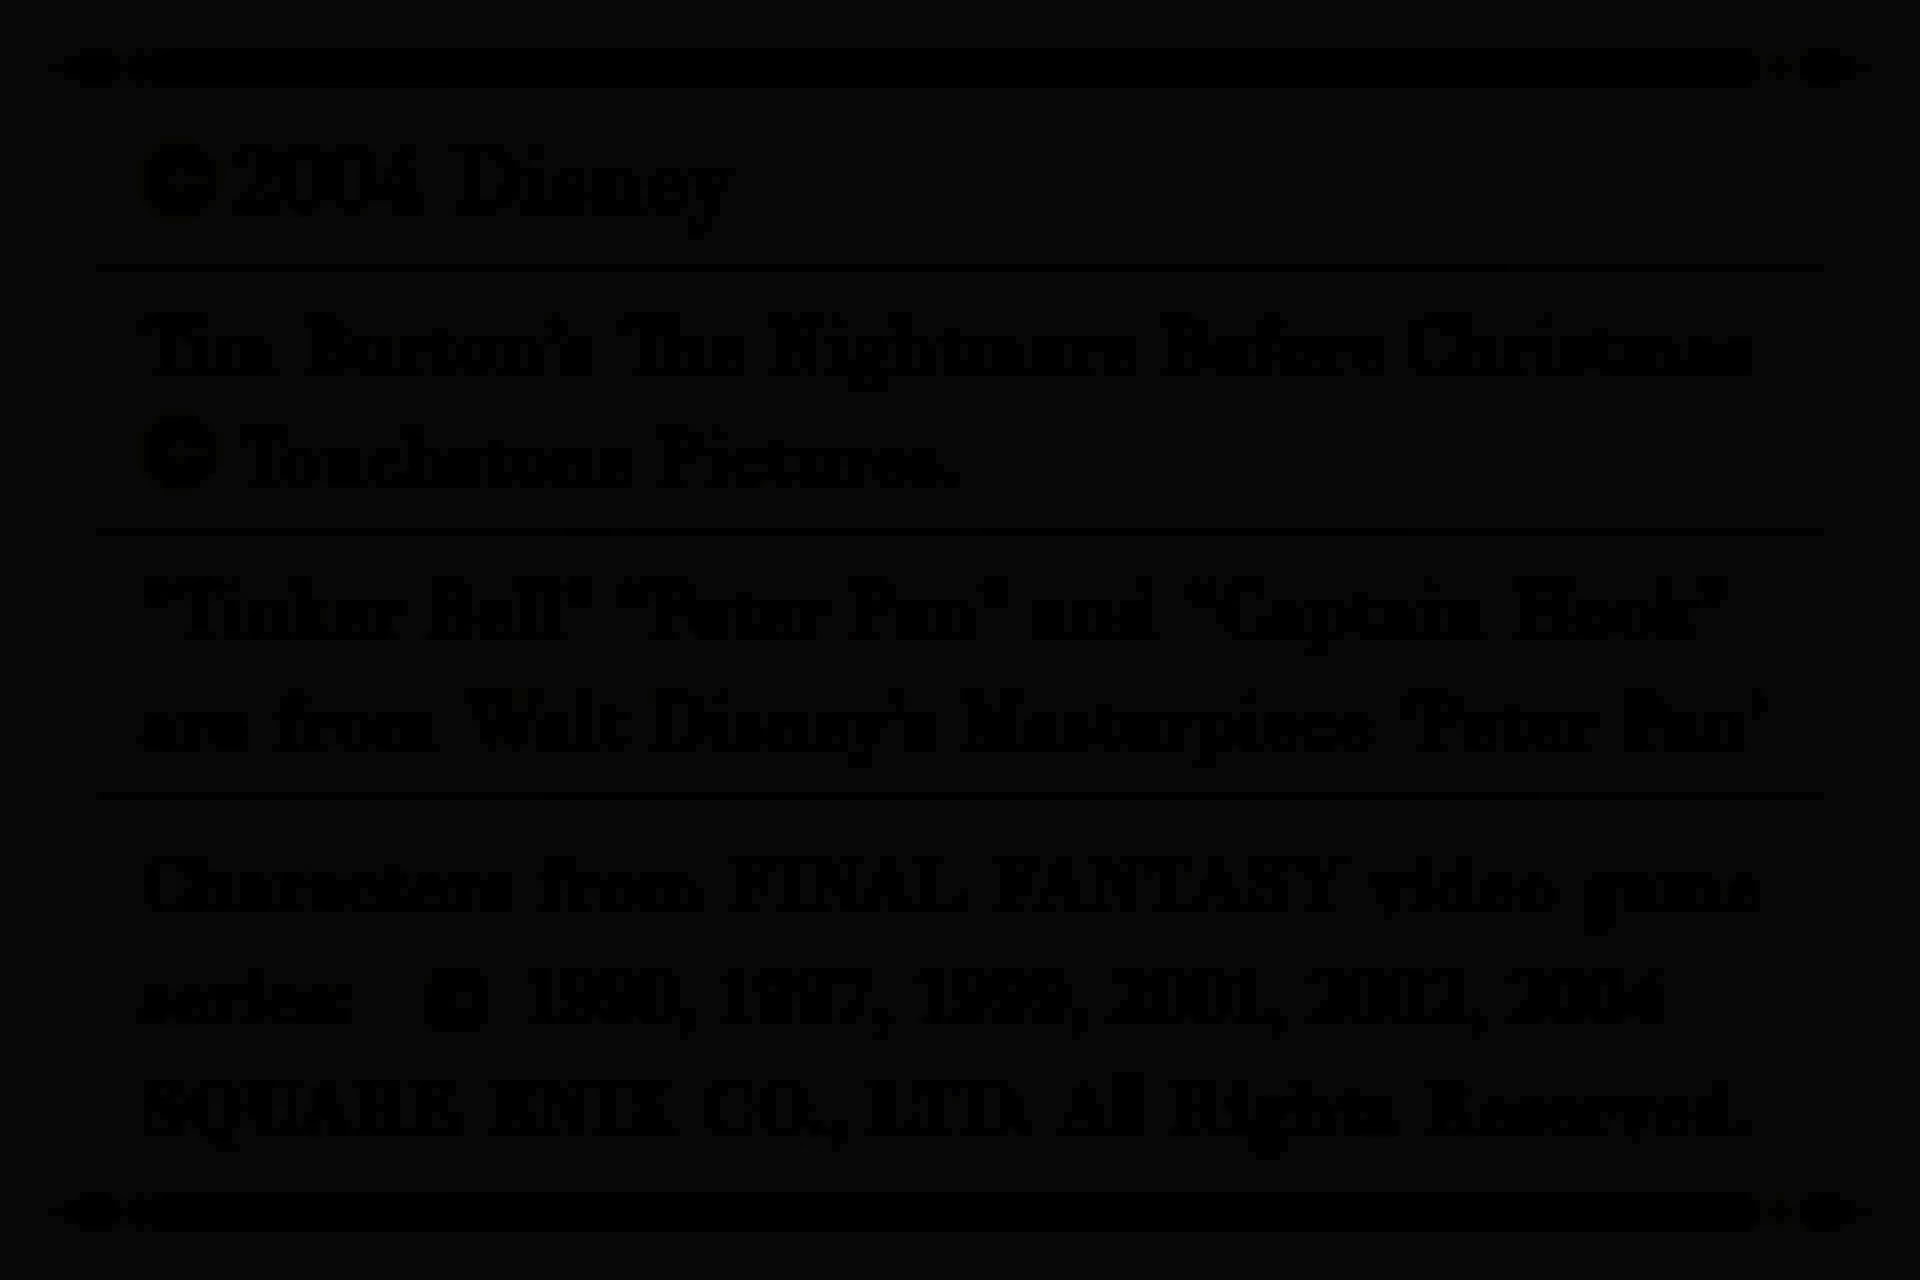 © 2004 Disney
Tim Burton's The Nightmare Before Christmas
© Touchstone Pictures.
"Tinker Bell" "Peter Pan" and "Captain Hook"
are from Walt Disney's Masterpiece 'Peter Pan'
Characters from FINAL FANTASY video game
series: © 1990, 1997, 1999, 2001, 2002, 2004
SQUARE ENIX CO., LTD. All Rights Reserved.